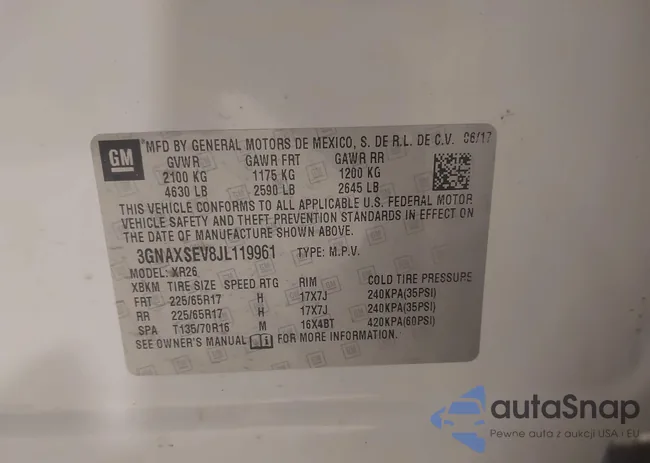 GM
MFD BY GENERAL MOTORS DE MEXICO, S. DE R.L. DE C.V. 06/17
GVWR GAWR FRT GAWR RR
2100 KG 1175 KG 1200 KG
4630 LB 2590 LB 2645 LB
THIS VEHICLE CONFORMS TO ALL APPLICABLE U.S. FEDERAL MOTOR
VEHICLE SAFETY AND THEFT PREVENTION STANDARDS IN EFFECT ON
THE DATE OF MANUFACTURE SHOWN ABOVE.
3GNAXSEV8JL119961 TYPE: M.P.V.
MODEL: XR26
XBKM TIRE SIZE SPEED RTG RIM COLD TIRE PRESSURE
FRT 225/65R17 H 17X7J 240KPA(35PSI)
RR 225/65R17 H 17X7J 240KPA(35PSI)
SPA T135/70R16 M 16X4BT 420KPA(60PSI)
SEE OWNER'S MANUAL FOR MORE INFORMATION
autaSnap
Pewne auta z aukcji USA i EU